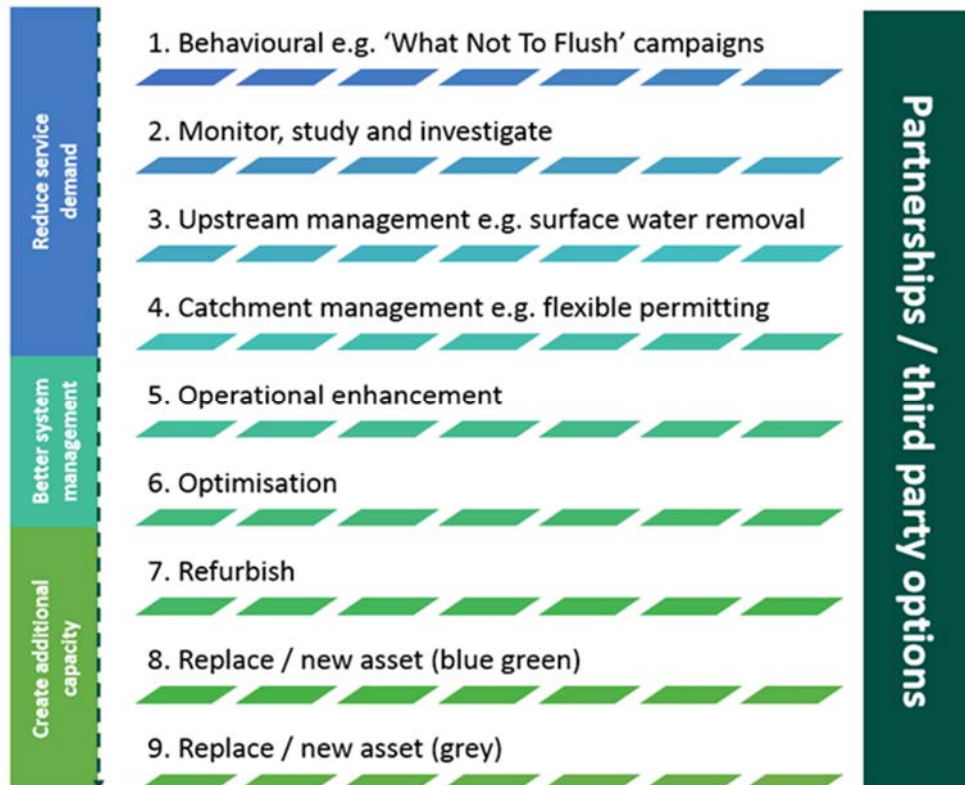 Reduce service
demand
Better system
management
Create additional
capacity
1. Behavioural e.g. ‘What Not To Flush’ campaigns
2. Monitor, study and investigate
3. Upstream management e.g. surface water removal
4. Catchment management e.g. flexible permitting
5. Operational enhancement
6. Optimisation
7. Refurbish
8. Replace / new asset (blue green)
9. Replace / new asset (grey)
Partnerships / third party options